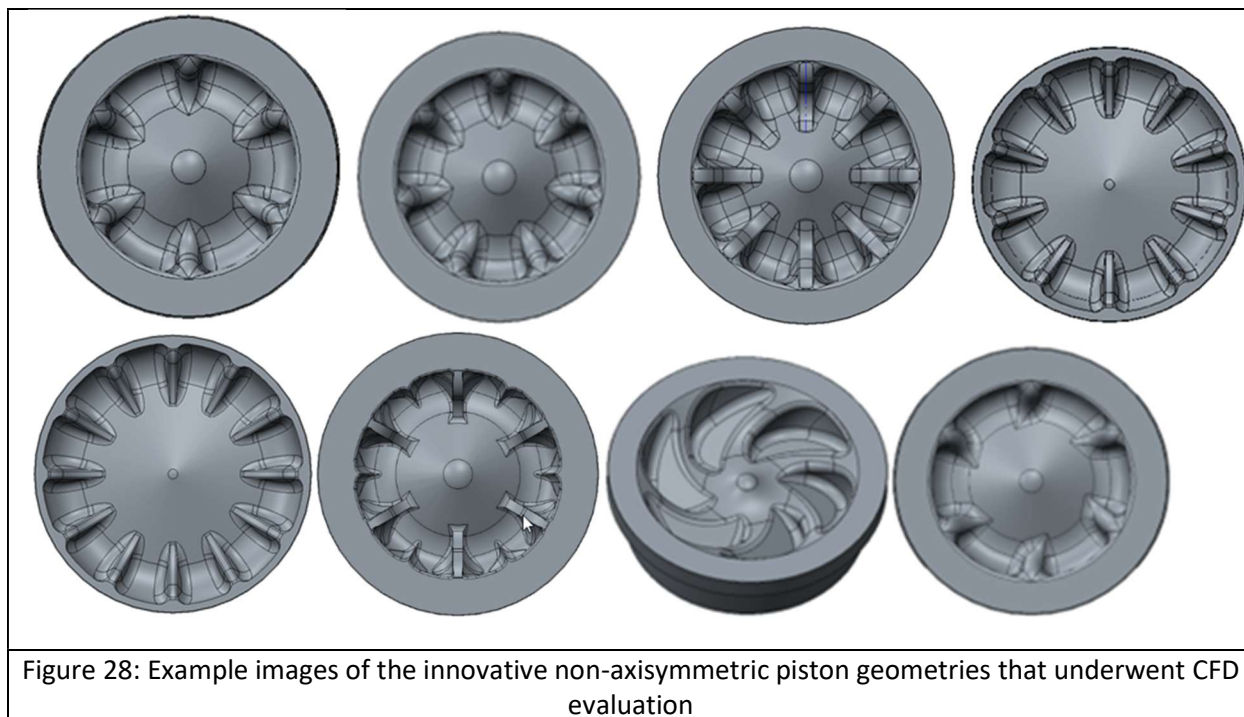 Figure 28: Example images of the innovative non-axisymmetric piston geometries that underwent CFD
evaluation